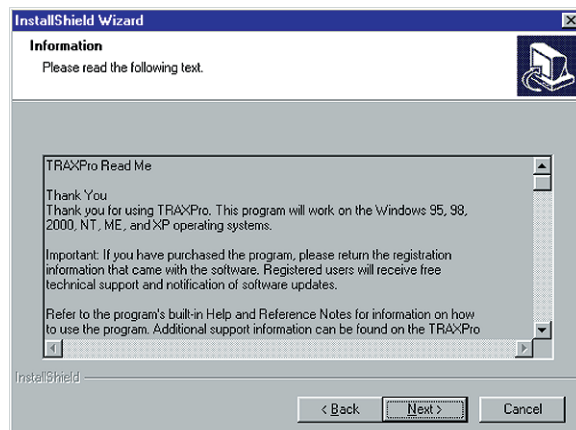 InstallShield Wizard
Information
Please read the following text.
TRAXPro Read Me
Thank You
Thank you for using TRAXPro. This program will work on the Windows 95, 98,
2000, NT, ME, and XP operating systems.
Important: If you have purchased the program, please return the registration
information that came with the software. Registered users will receive free
technical support and notification of software updates.
Refer to the program's built-in Help and Reference Notes for information on how
to use the program. Additional support information can be found on the TRAXPro
InstallShield
< Back
Next >
Cancel